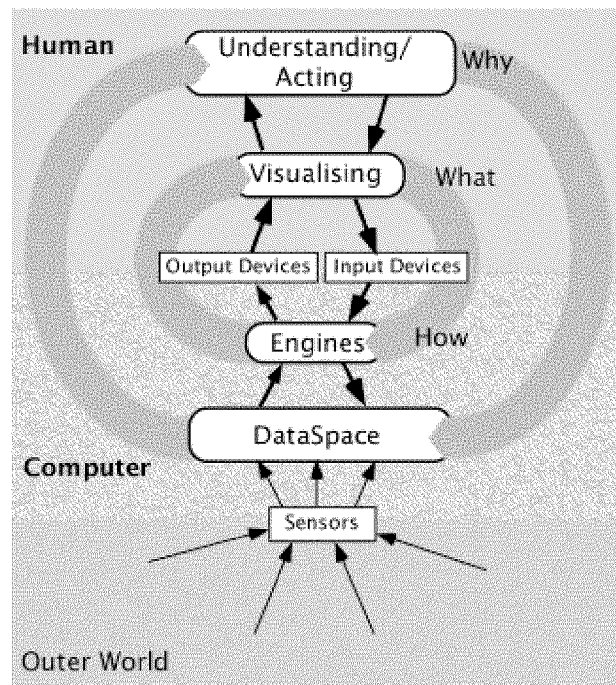 Human
Understanding/
Acting
Why
Visualising
What
Output Devices
Input Devices
Engines
How
DataSpace
Computer
Sensors
Outer World